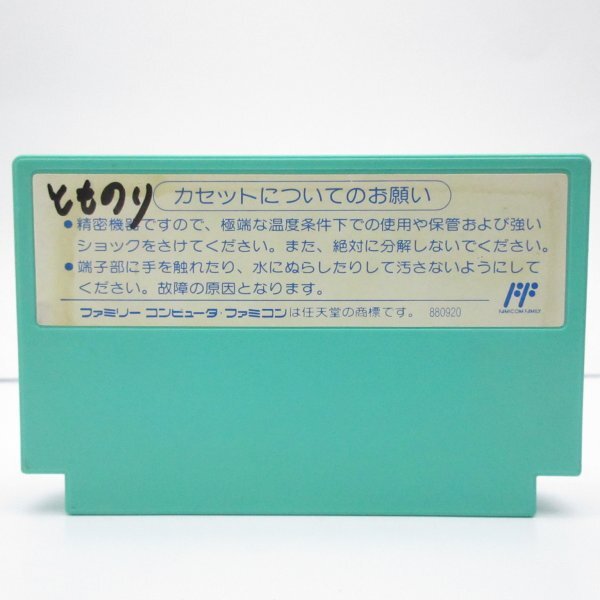 とものり
カセットについてのお願い
●精密機器ですので、極端な温度条件下での使用や保管および強い
ショックをさけてください。また、絶対に分解しないでください。
●端子部に手を触れたり、水にぬらしたりして汚さないようにして
ください。故障の原因となります。
ファミリー コンピュータ・ファミコンは任天堂の商標です。 880920
FF
FAMICOM FAMILY